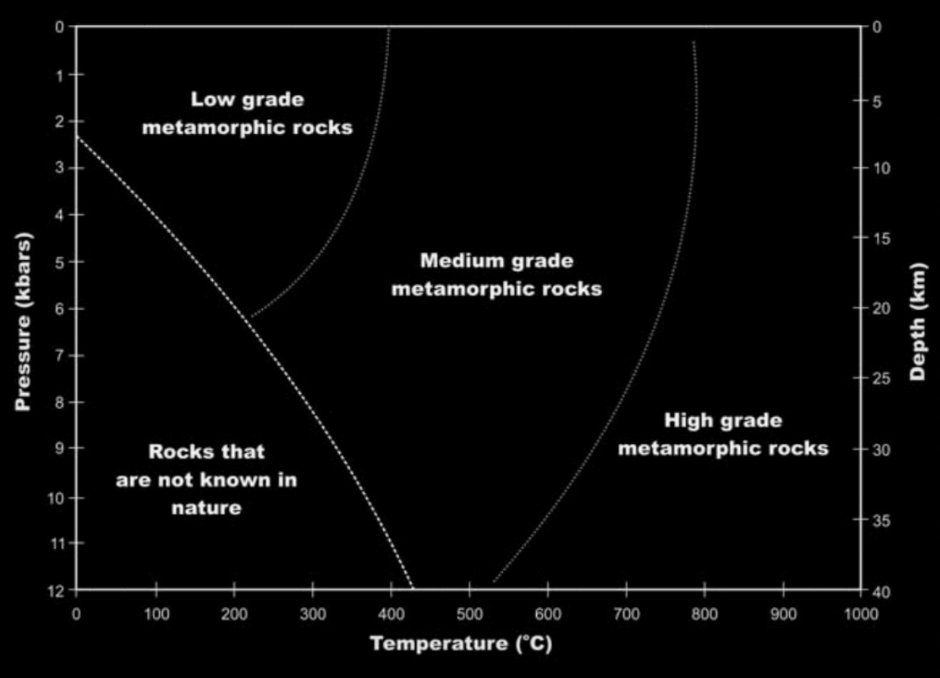 0
1
2
3
4
5
6
7
8
9
10
11
12
Pressure (kbars)
Low grade
metamorphic rocks
Medium grade
metamorphic rocks
High grade
metamorphic rocks
Rocks that
are not known in
nature
0
5
10
15
20
25
30
35
40
Depth (km)
0 100 200 300 400 500 600 700 800 900 1000
Temperature (°C)